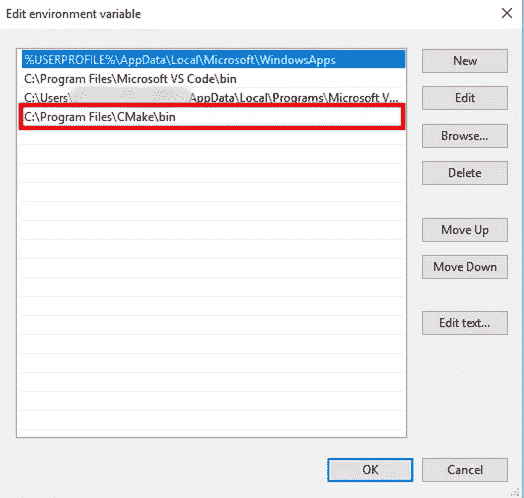 Edit environment variable
%USERPROFILE%\AppData\Local\Microsoft\WindowsApps
New
C:\Program Files\Microsoft VS Code\bin
C:\Users\ AppData\Local\Programs\Microsoft V...
Edit
C:\Program Files\CMake\bin
Browse...
Delete
Move Up
Move Down
Edit text...
OK
Cancel